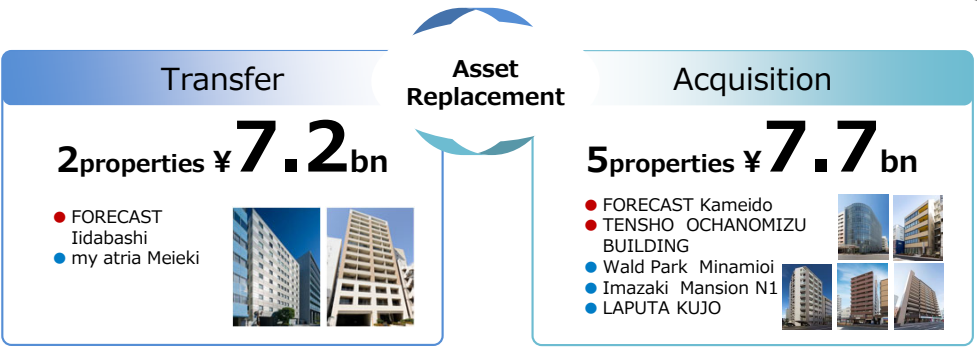 Transfer
Asset
Replacement
Acquisition
2properties ¥7.2bn
5properties ¥7.7bn
● FORECAST
Iidabashi
● my atria Meieki
● FORECAST Kameido
● TENSHO OCHANOMIZU
BUILDING
● Wald Park Minamioi
● Imazaki Mansion N1
● LAPUTA KUJO